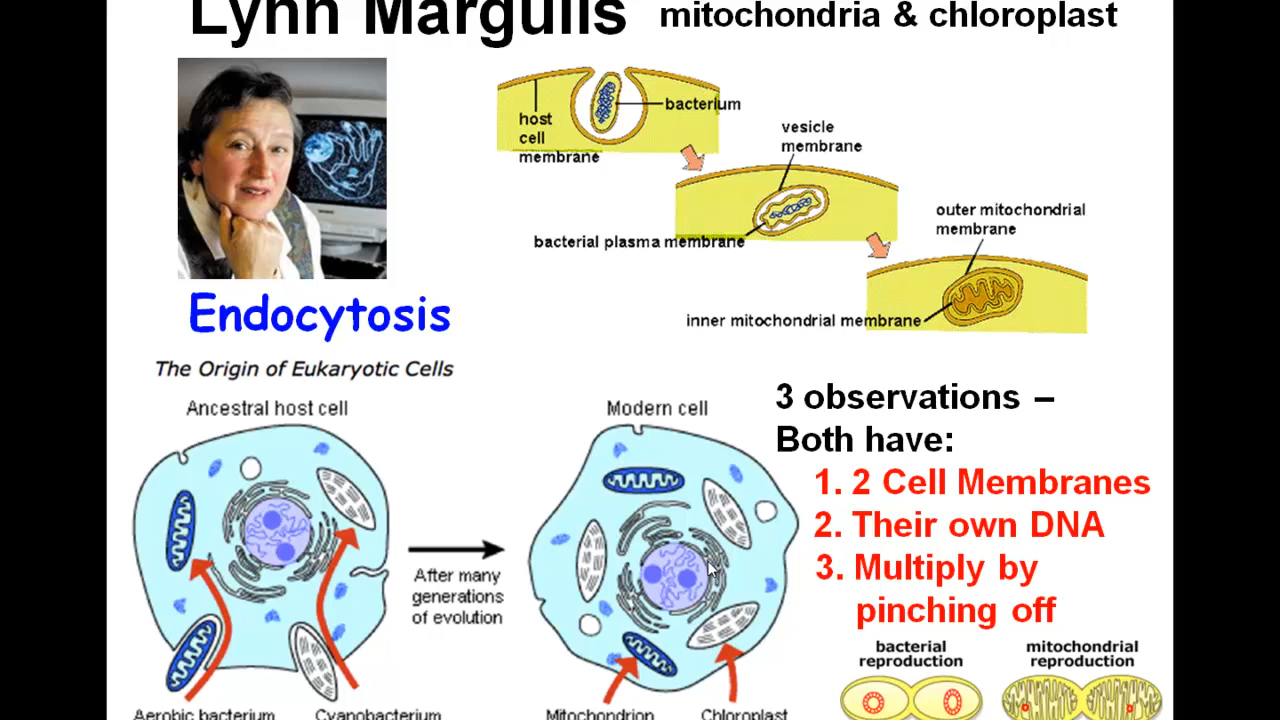 Lynn Margulis
mitochondria & chloroplast
bacterium
host
cell
membrane
vesicle
membrane
bacterial plasma membrane
outer mitochondrial
membrane
inner mitochondrial membrane
Endocytosis
The Origin of Eukaryotic Cells
Ancestral host cell
Modern cell
After many
generations
of evolution
Aerobic bacterium
Cyanobacterium
Mitochondrion
Chloroplast
3 observations –
Both have:
1. 2 Cell Membranes
2. Their own DNA
3. Multiply by
pinching off
bacterial
reproduction
mitochondrial
reproduction